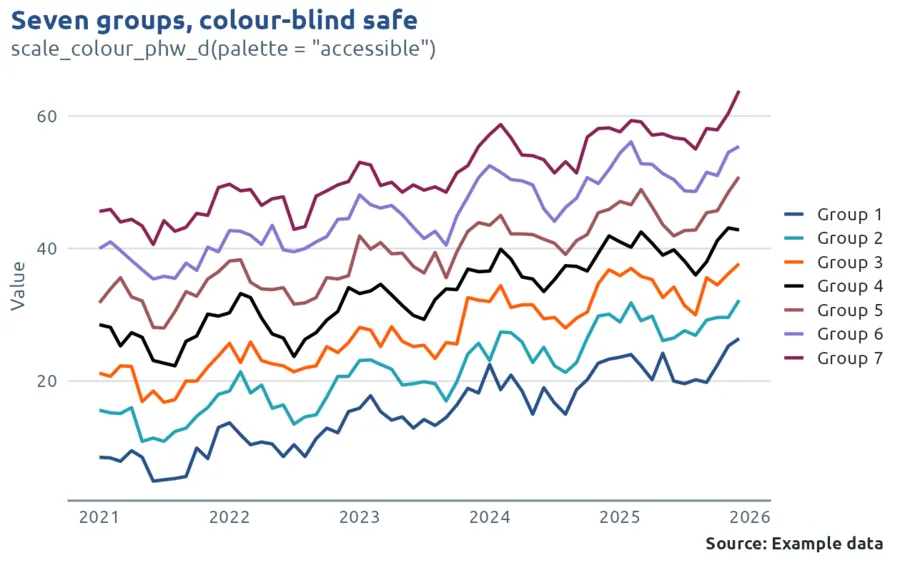 Seven groups, colour-blind safe
scale_colour_phw_d(palette = "accessible")
Value
60
40
20
2021
2022
2023
2024
2025
2026
Group 1
Group 2
Group 3
Group 4
Group 5
Group 6
Group 7
Source: Example data